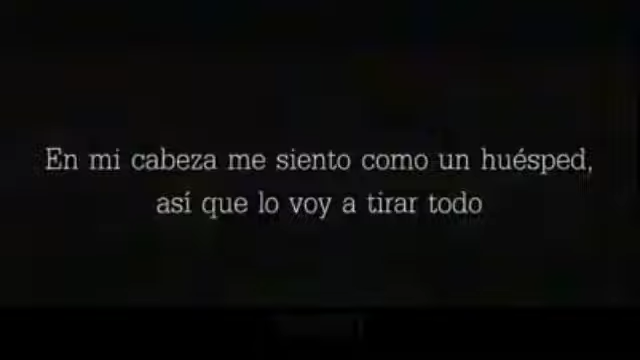 En mi cabeza me siento como un huésped,
así que lo voy a tirar todo